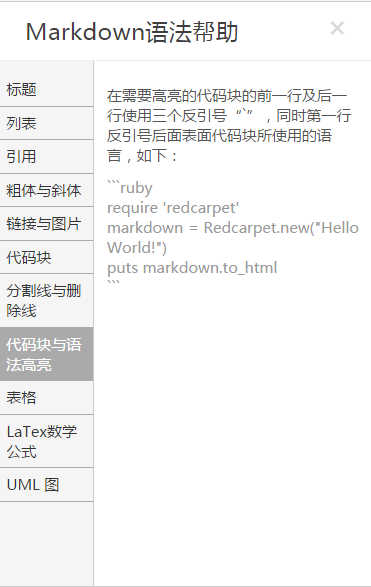 Markdown语法帮助
×
标题
列表
引用
粗体与斜体
链接与图片
代码块
分割线与删
除线
代码块与语
法高亮
表格
LaTex数学
公式
UML 图
在需要高亮的代码块的前一行及后一
行使用三个反引号“`”，同时第一行
反引号后面表面代码块所使用的语
言，如下：
```ruby
require 'redcarpet'
markdown = Redcarpet.new("Hello
World!")
puts markdown.to_html
```